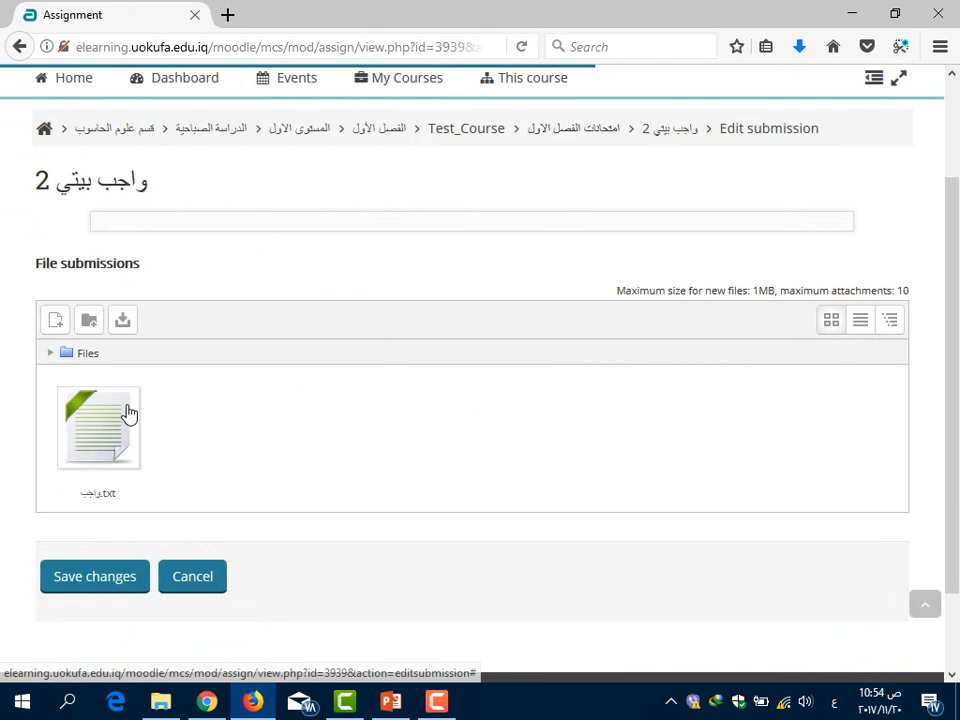 Assignment
elearning.uokufa.edu.iq/moodle/mcs/mod/assign/view.php?id=3939&a
Search
Home
Dashboard
Events
My Courses
This course
قسم علوم الحاسوب
الدراسة الصباحية
المستوى الاول
الفصل الأول
Test_Course
امتحانات الفصل الاول
واجب بيتي 2
Edit submission
واجب بيتي 2
File submissions
Maximum size for new files: 1MB, maximum attachments: 10
Files
واجب.txt
Save changes
Cancel
elearning.uokufa.edu.iq/moodle/mcs/mod/assign/view.php?id=3939&action=editsubmission#
ع
10:54 ص
٢٠١٧/١١/٢٠